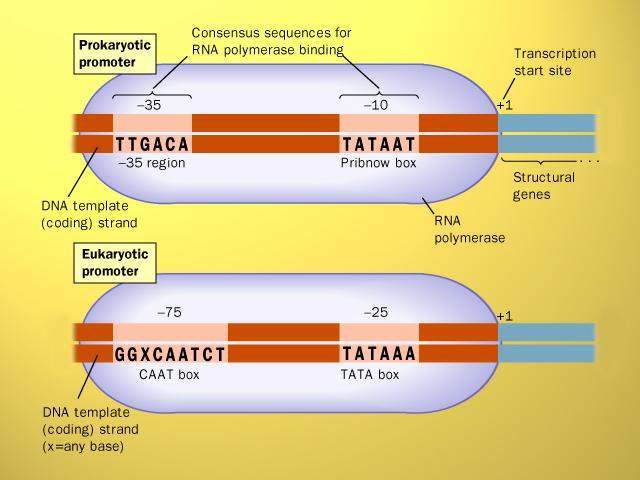 Prokaryotic
promoter
Consensus sequences for
RNA polymerase binding
Transcription
start site
–35
–10
+1
TTGACA
TATAAT
–35 region
Pribnow box
Structural
genes
DNA template
(coding) strand
RNA
polymerase
Eukaryotic
promoter
–75
–25
+1
GGXCAATCT
TATAAA
CAAT box
TATA box
DNA template
(coding) strand
(x=any base)